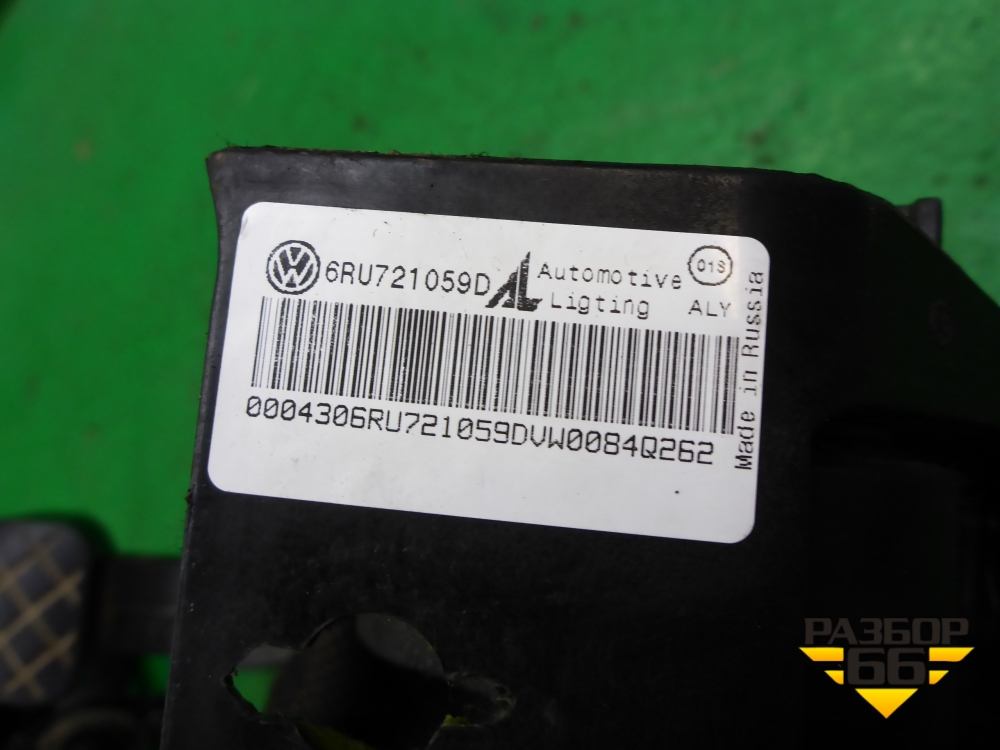 6RU721059D
Automotive
Ligting
01S
ALY
Made in Russia
0004306RU721059DVW0084Q262
РАЗБОР
66